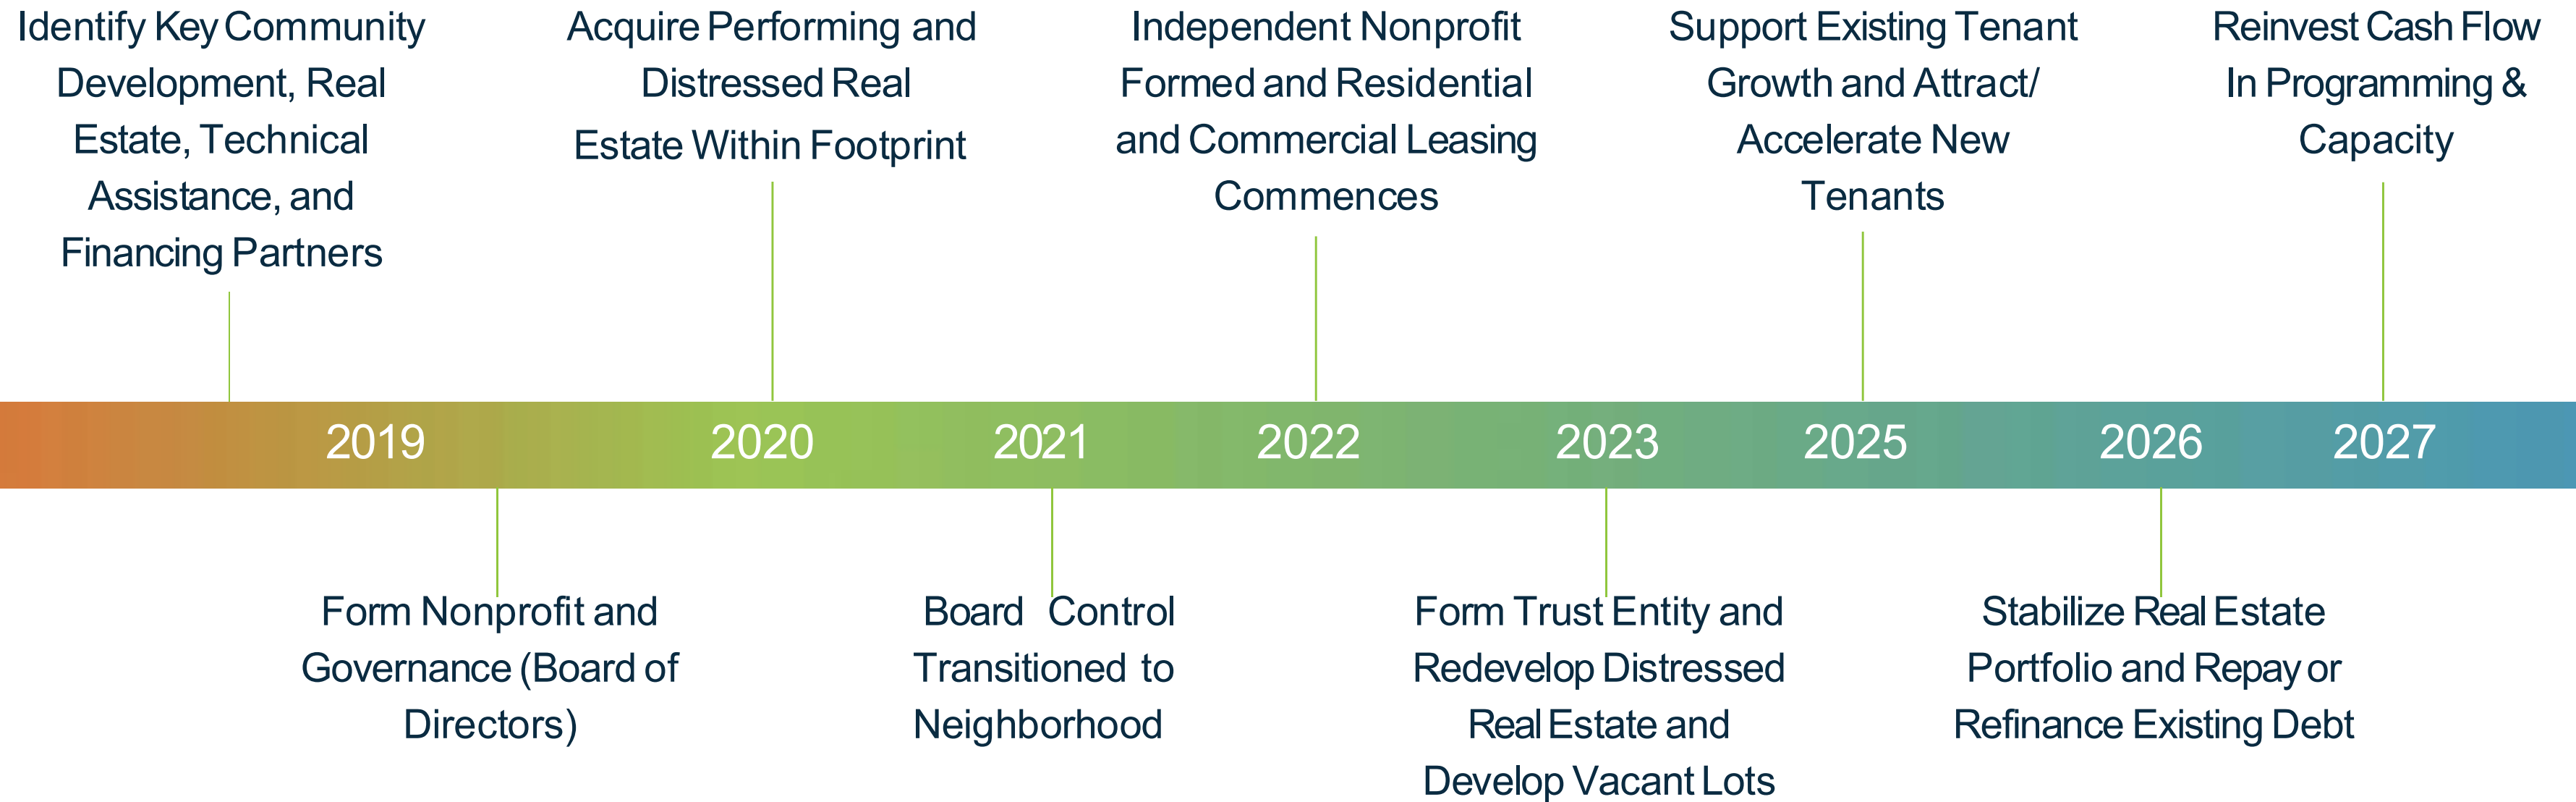 Identify Key Community
Development, Real
Estate, Technical
Assistance, and
Financing Partners
Acquire Performing and
Distressed Real
Estate Within Footprint
Independent Nonprofit
Formed and Residential
and Commercial Leasing
Commences
Support Existing Tenant
Growth and Attract/
Accelerate New
Tenants
Reinvest Cash Flow
In Programming &
Capacity
2019 2020 2021 2022 2023 2025 2026 2027
Form Nonprofit and
Governance (Board of
Directors)
Board Control
Transitioned to
Neighborhood
Form Trust Entity and
Redevelop Distressed
Real Estate and
Develop Vacant Lots
Stabilize Real Estate
Portfolio and Repay or
Refinance Existing Debt